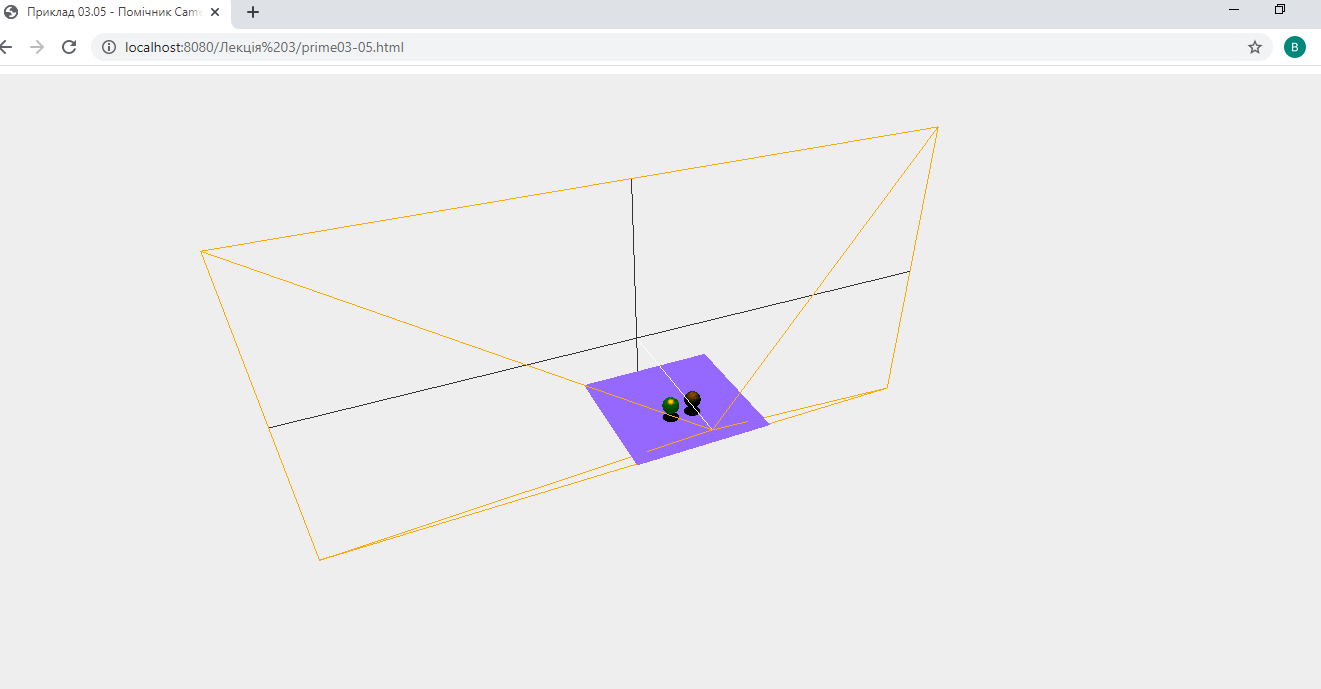 Приклад 03.05 - Помічник Came
localhost:8080/Лекція%203/prime03-05.html
B